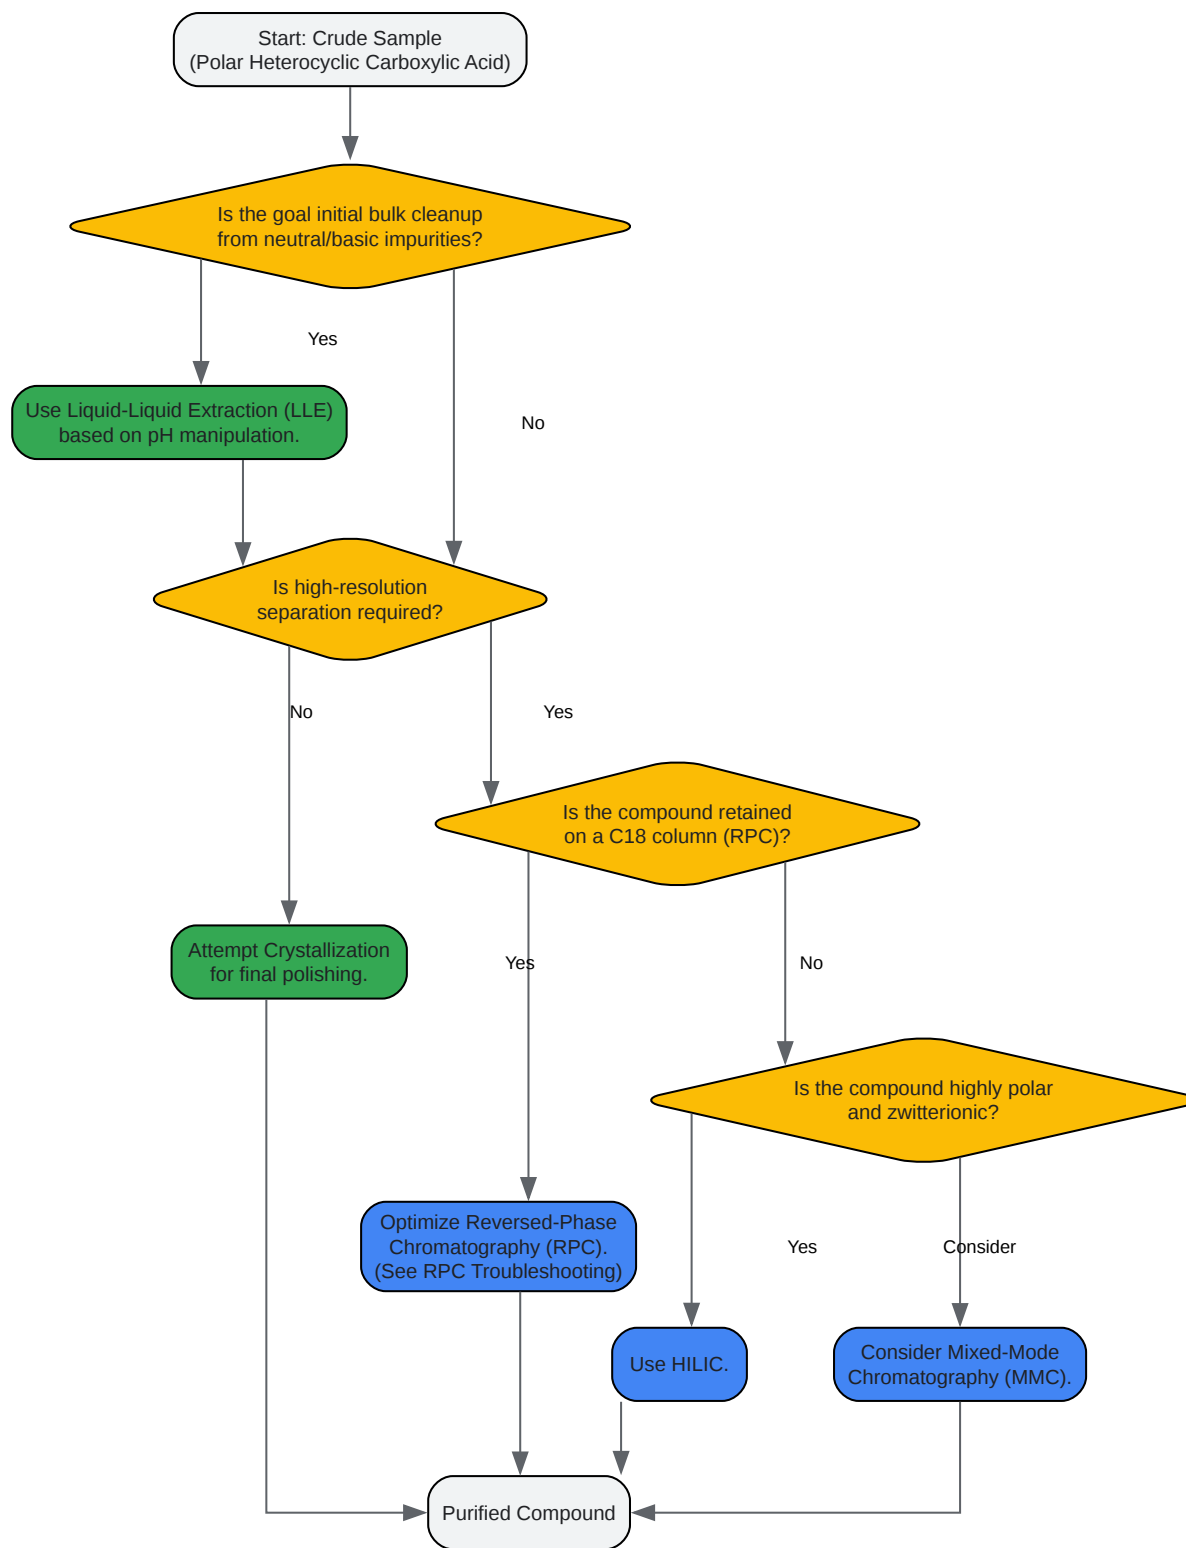 Start: Crude Sample
(Polar Heterocyclic Carboxylic Acid)
Is the goal initial bulk cleanup
from neutral/basic impurities?
Yes
Use Liquid-Liquid Extraction (LLE)
based on pH manipulation.
No
Is high-resolution
separation required?
No
Yes
Is the compound retained
on a C18 column (RPC)?
Attempt Crystallization
for final polishing.
Yes
No
Is the compound highly polar
and zwitterionic?
Optimize Reversed-Phase
Chromatography (RPC).
(See RPC Troubleshooting)
Yes
Consider
Use HILIC.
Consider Mixed-Mode
Chromatography (MMC).
Purified Compound